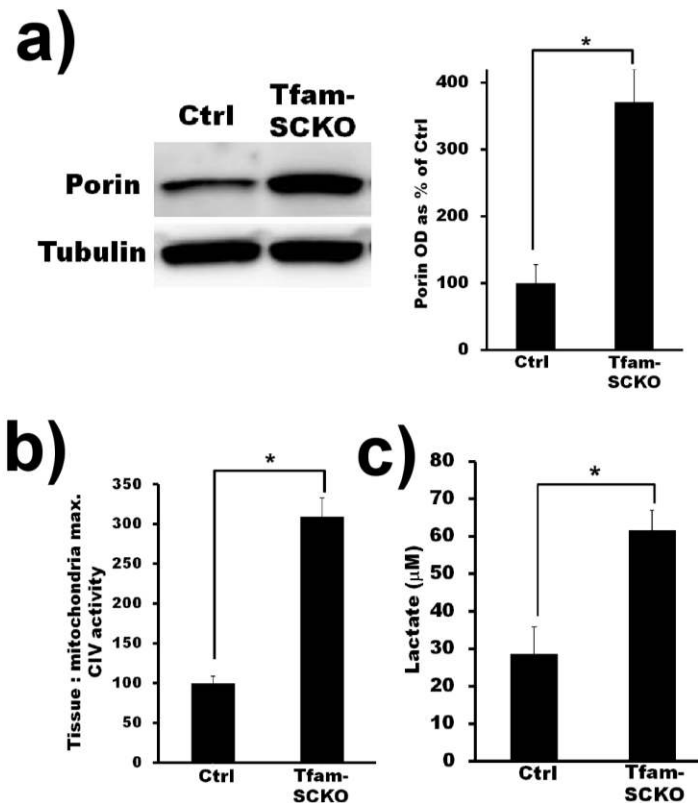 a)
Ctrl
Tfam-
SCKO
Porin
Tubulin
*
Porin OD as % of Ctrl
400
300
200
100
0
Ctrl
Tfam-
SCKO
b)
*
Tissue : mitochondria max.
CIV activity
350
300
250
200
150
100
50
0
Ctrl
Tfam-
SCKO
c)
*
Lactate (µM)
80
70
60
50
40
30
20
10
0
Ctrl
Tfam-
SCKO